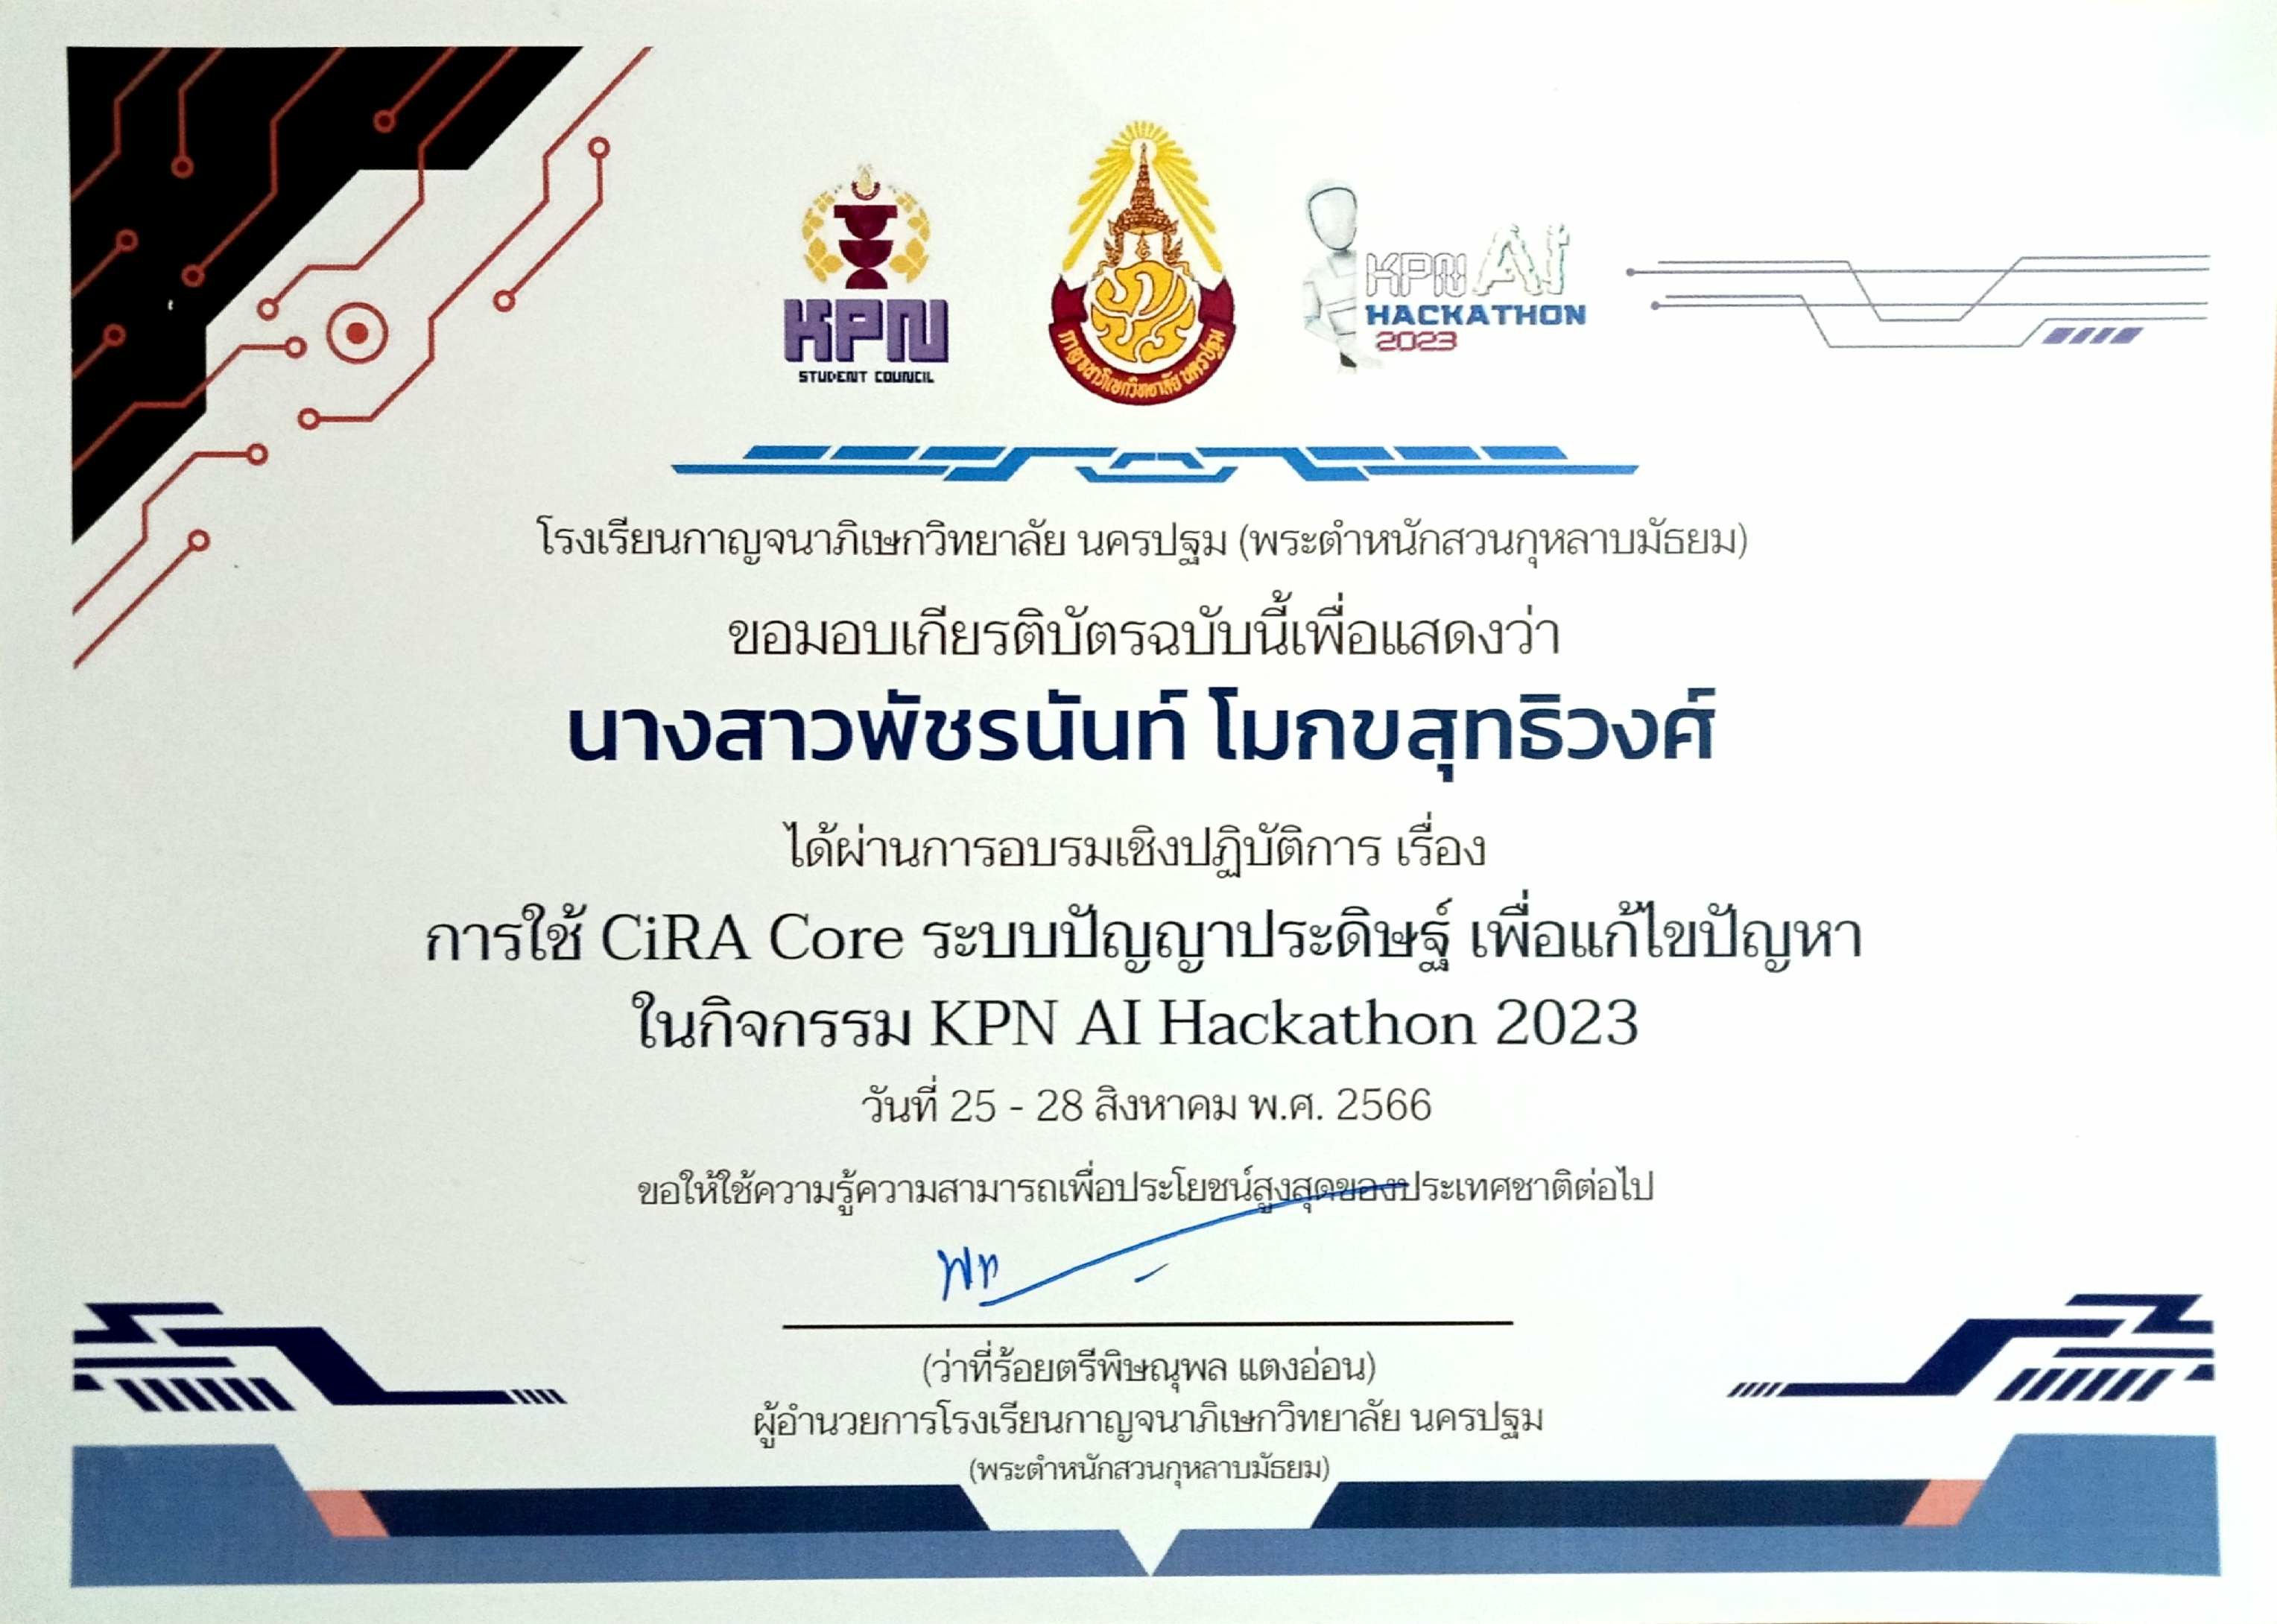 KPN
STUDENT COUNCIL
กาญจนาภิเษกวิทยาลัย นครปฐม
KPN AI
HACKATHON
2023
โรงเรียนกาญจนาภิเษกวิทยาลัย นครปฐม (พระตำหนักสวนกุหลาบมัธยม)
ขอมอบเกียรติบัตรฉบับนี้เพื่อแสดงว่า
นางสาวพัชรนันท์ โมกขสุทธิวงศ์
ได้ผ่านการอบรมเชิงปฏิบัติการ เรื่อง
การใช้ CiRA Core ระบบปัญญาประดิษฐ์ เพื่อแก้ไขปัญหา
ในกิจกรรม KPN AI Hackathon 2023
วันที่ 25 - 28 สิงหาคม พ.ศ. 2566
ขอให้ใช้ความรู้ความสามารถเพื่อประโยชน์สูงสุดของประเทศชาติต่อไป
(ว่าที่ร้อยตรีพิษณุพล แตงอ่อน)
ผู้อำนวยการโรงเรียนกาญจนาภิเษกวิทยาลัย นครปฐม
(พระตำหนักสวนกุหลาบมัธยม)